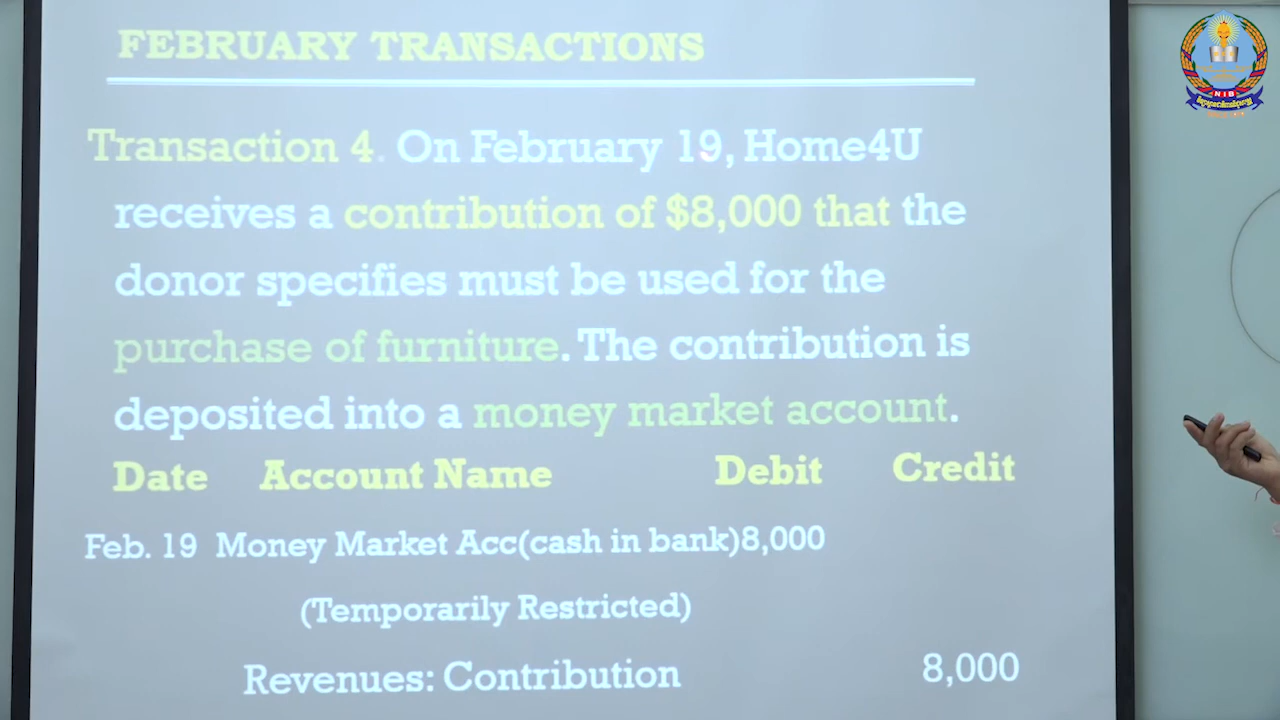 FEBRUARY TRANSACTIONS
Transaction 4. On February 19, Home4U
receives a contribution of $8,000 that the
donor specifies must be used for the
purchase of furniture. The contribution is
deposited into a money market account.
Date Account Name Debit Credit
Feb. 19 Money Market Acc(cash in bank)8,000
(Temporarily Restricted)
Revenues: Contribution 8,000
NIB